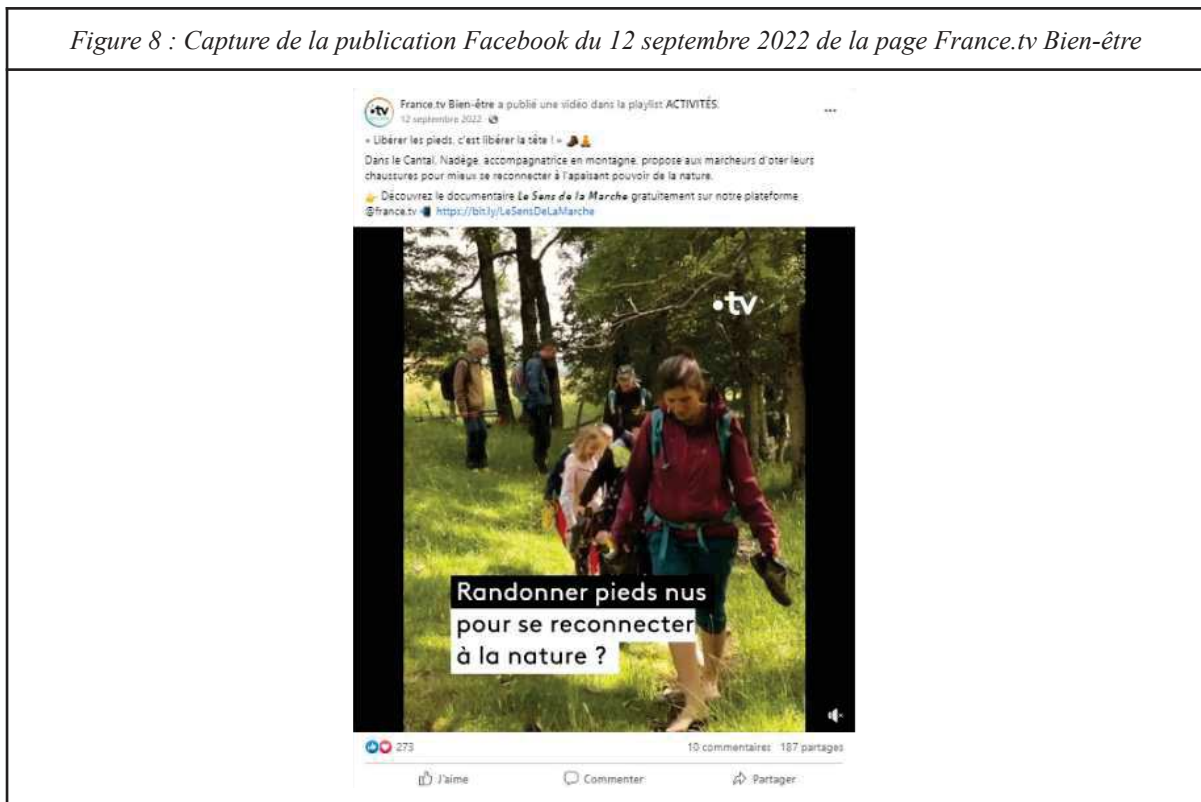 Figure 8 : Capture de la publication Facebook du 12 septembre 2022 de la page France.tv Bien-être
•tv
France.tv Bien-être a publié une vidéo dans la playlist ACTIVITÉS.
12 septembre 2022
« Libérer les pieds, c'est libérer la tête ! »
Dans le Cantal, Nadège, accompagnatrice en montagne, propose aux marcheurs d'ôter leurs
chaussures pour mieux se reconnecter à l'apaisant pouvoir de la nature.
Découvrez le documentaire Le Sens de la Marche gratuitement sur notre plateforme
@france.tv https://bit.ly/LeSensDeLaMarche
•tv
Randonner pieds nus
pour se reconnecter
à la nature ?
273
10 commentaires 187 partages
J'aime Commenter Partager